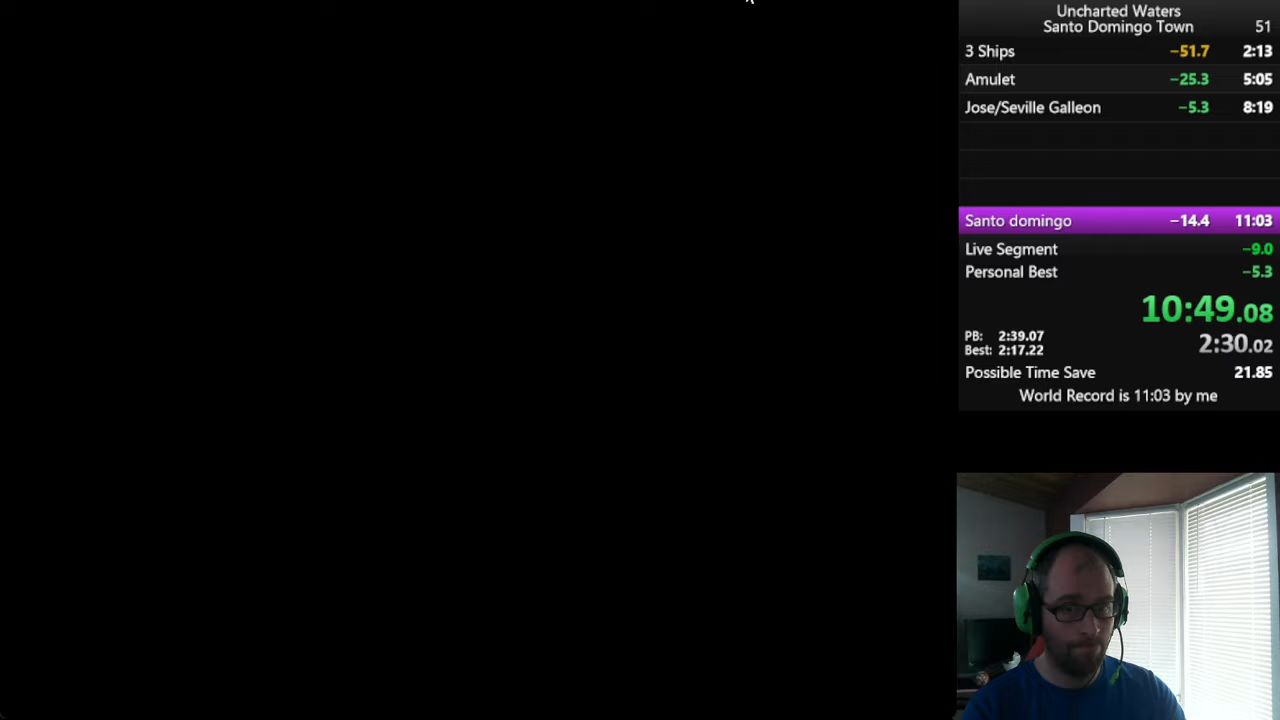 Uncharted Waters
Santo Domingo Town 51
3 Ships −51.7 2:13
Amulet −25.3 5:05
Jose/Seville Galleon −5.3 8:19
Santo domingo −14.4 11:03
Live Segment −9.0
Personal Best −5.3
10:49.08
PB: 2:39.07
Best: 2:17.22
2:30.02
Possible Time Save 21.85
World Record is 11:03 by me